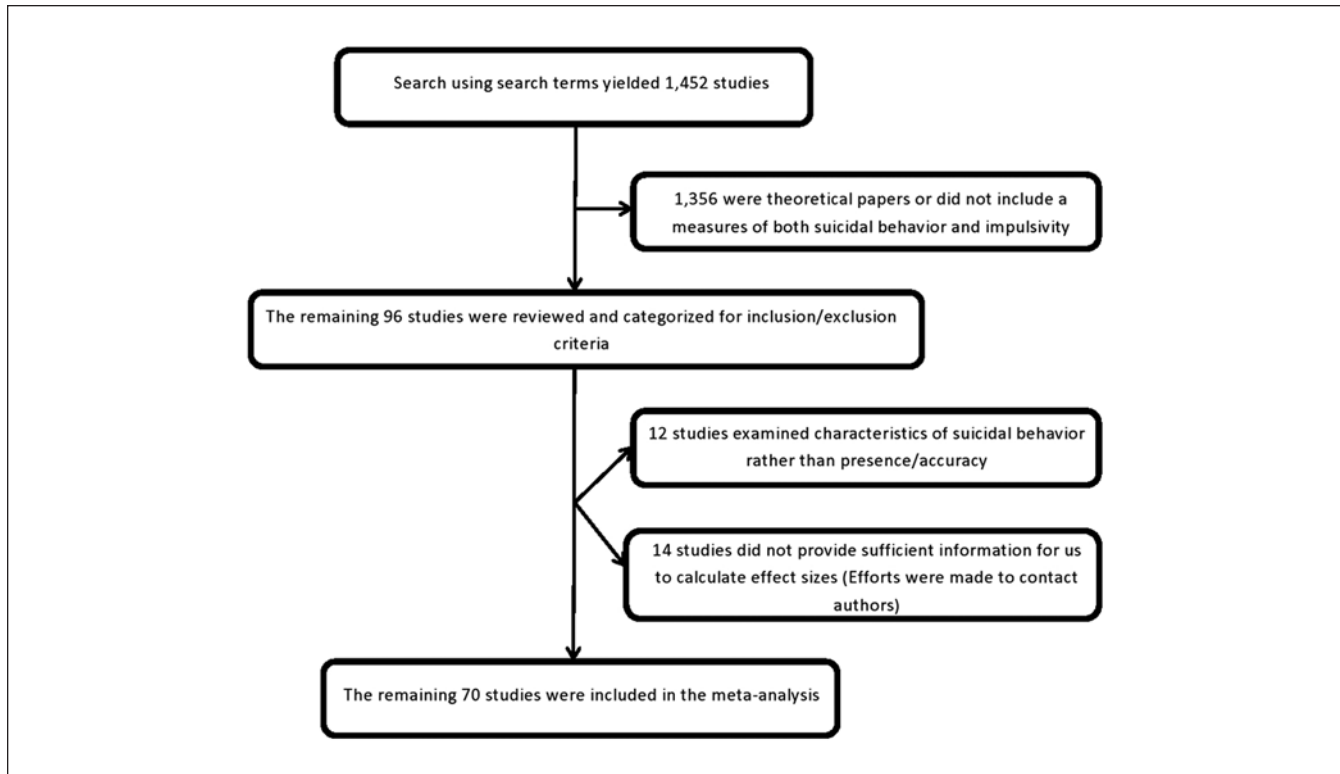 Search using search terms yielded 1,452 studies
1,356 were theoretical papers or did not include a
measures of both suicidal behavior and impulsivity
The remaining 96 studies were reviewed and categorized for inclusion/exclusion
criteria
12 studies examined characteristics of suicidal behavior
rather than presence/accuracy
14 studies did not provide sufficient information for us
to calculate effect sizes (Efforts were made to contact
authors)
The remaining 70 studies were included in the meta-analysis